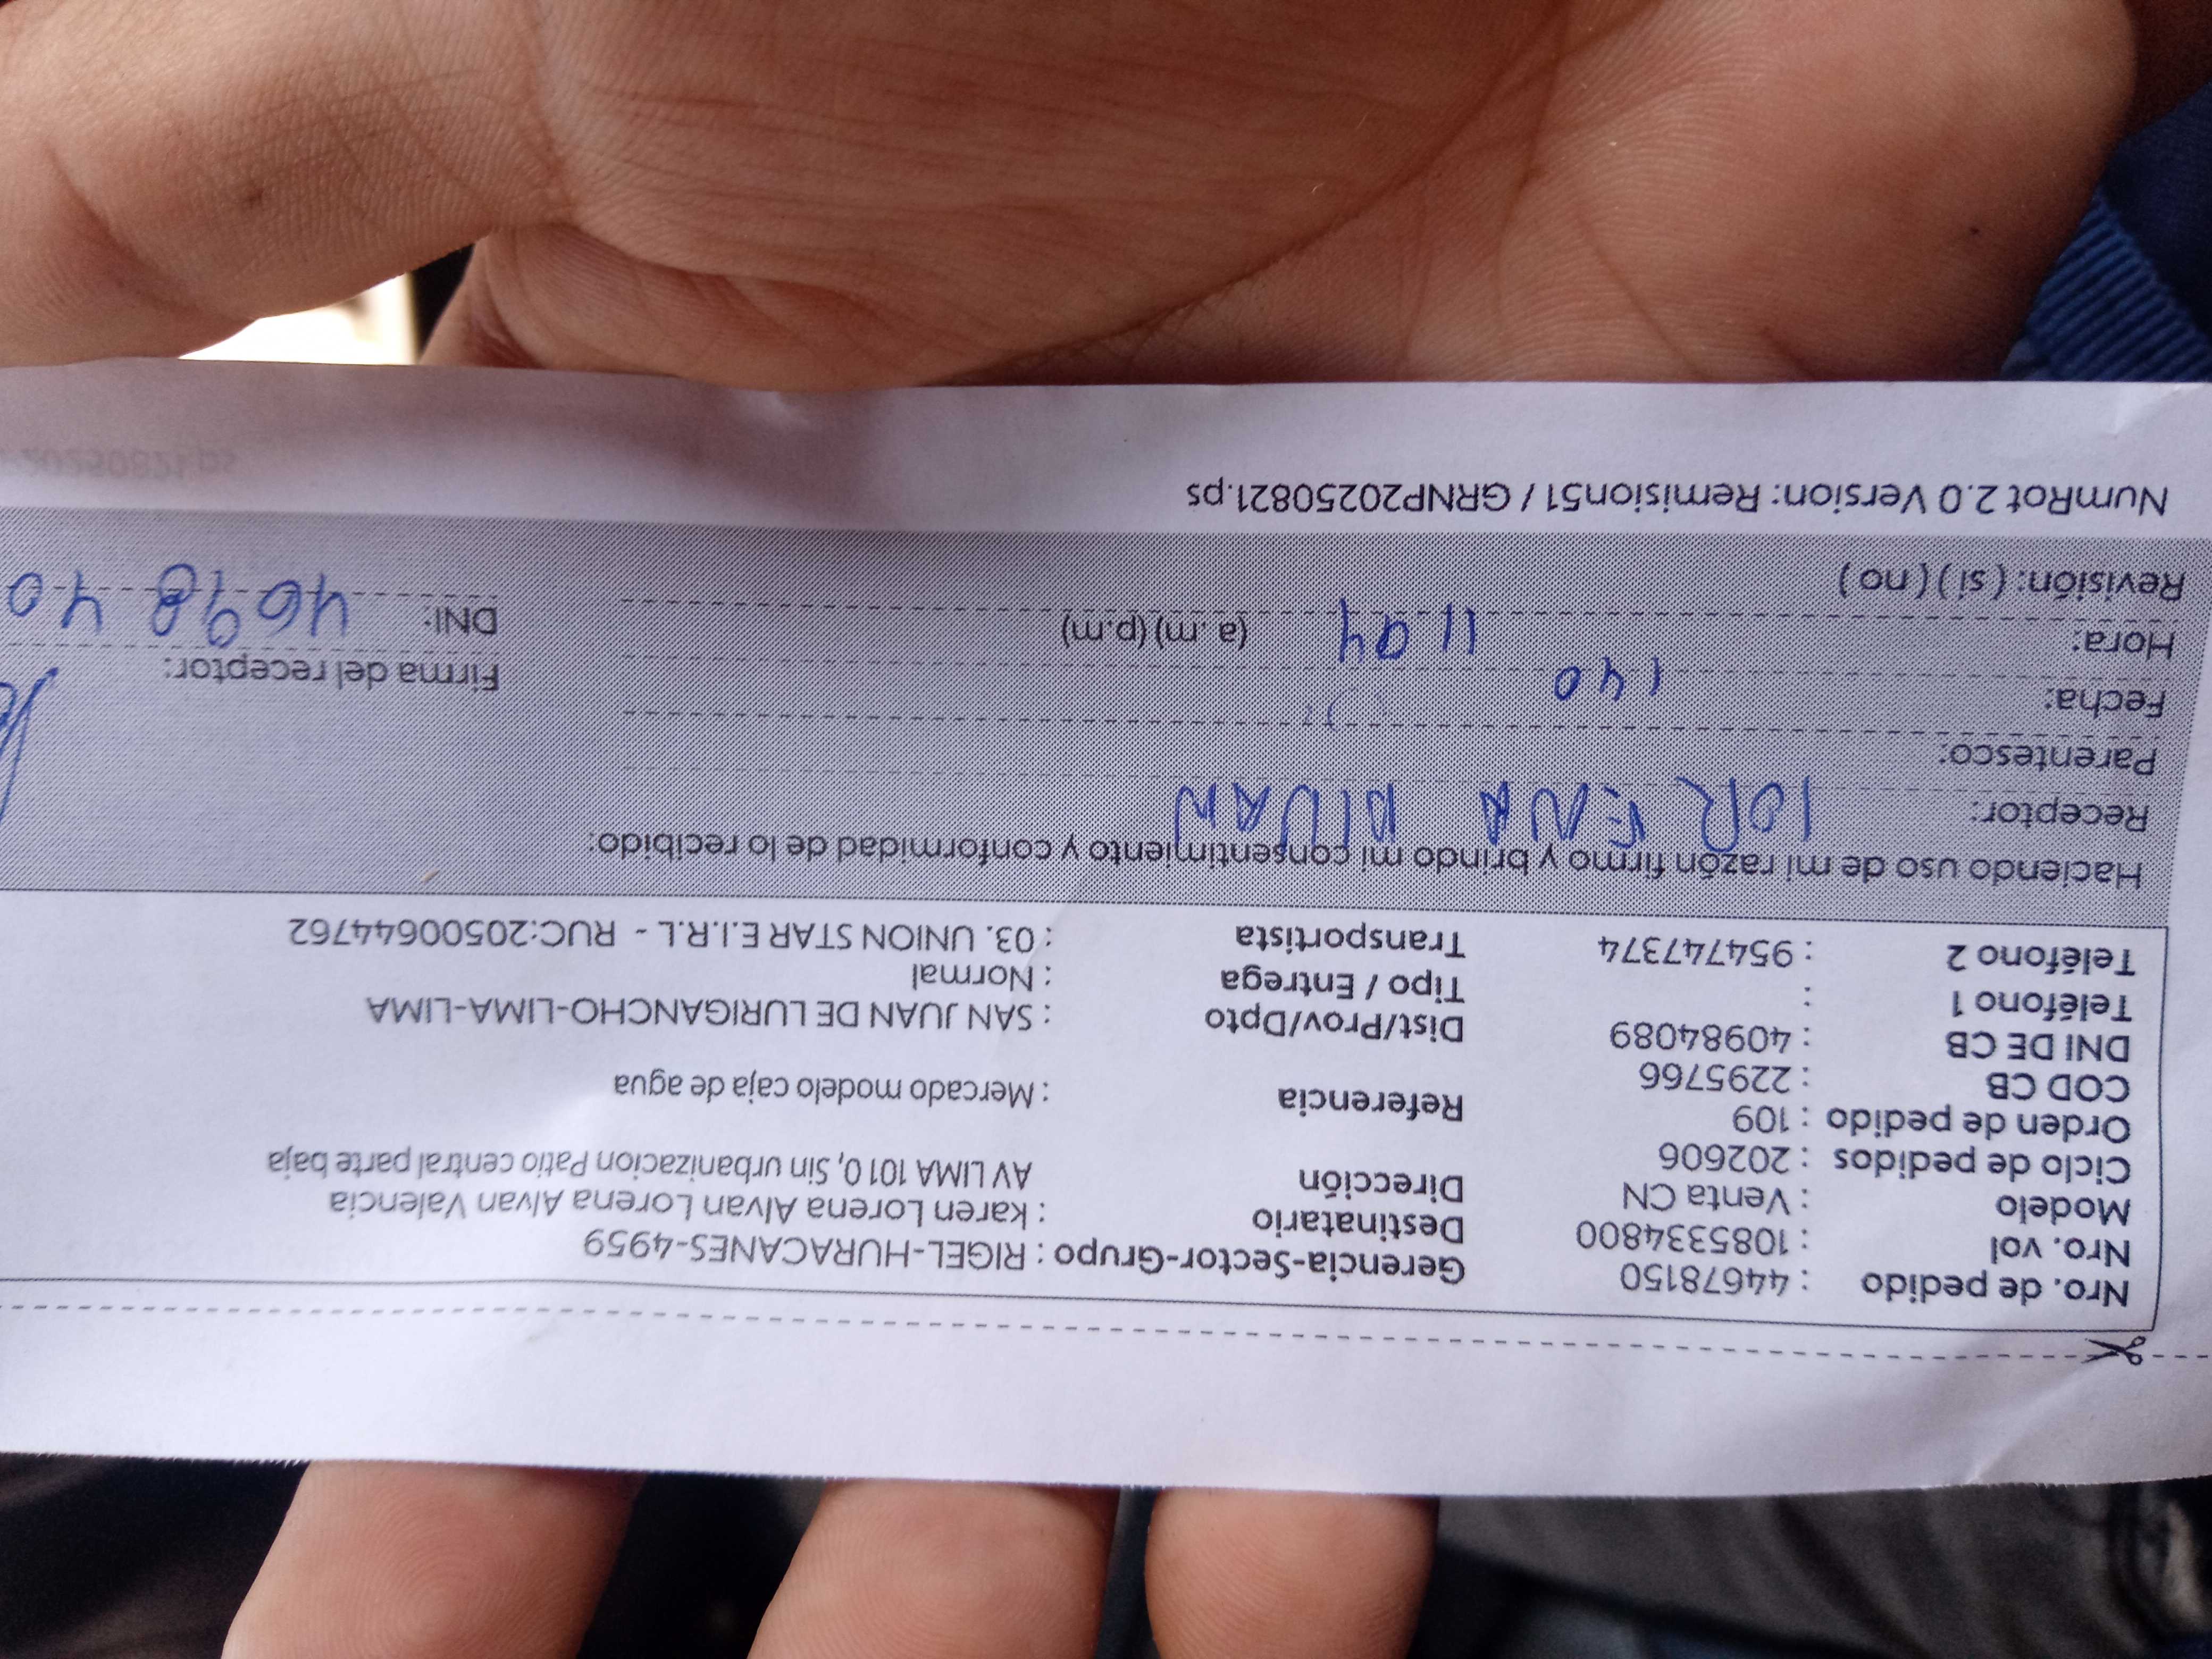 Nro. de pedido : 44678150 Gerencia-Sector-Grupo : RIGEL-HURACANES-4959
Nro. vol : 1085334800 Destinatario : karen Lorena Alvan Lorena Alvan Valencia
Modelo : Venta CN Dirección AV LIMA 1010, Sin urbanizacion Patio central parte baja
Ciclo de pedidos : 202606
Orden de pedido : 109 Referencia : Mercado modelo caja de agua
COD CB : 2295766
DNI DE CB : 40984089 Dist/Prov/Dpto : SAN JUAN DE LURIGANCHO-LIMA-LIMA
Teléfono 1 : Tipo / Entrega : Normal
Teléfono 2 : 954747374 Transportista : 03. UNION STAR E.I.R.L - RUC:20500644762
Haciendo uso de mi razón firmo y brindo mi consentimiento y conformidad de lo recibido:
Receptor:
Parentesco:
Fecha: 140 Firma del receptor:
Hora: (a.m) (p.m) DNI:
Revisión: ( si ) ( no )
NumRot 2.0 Version: Remision51 / GRNP20250821.ps